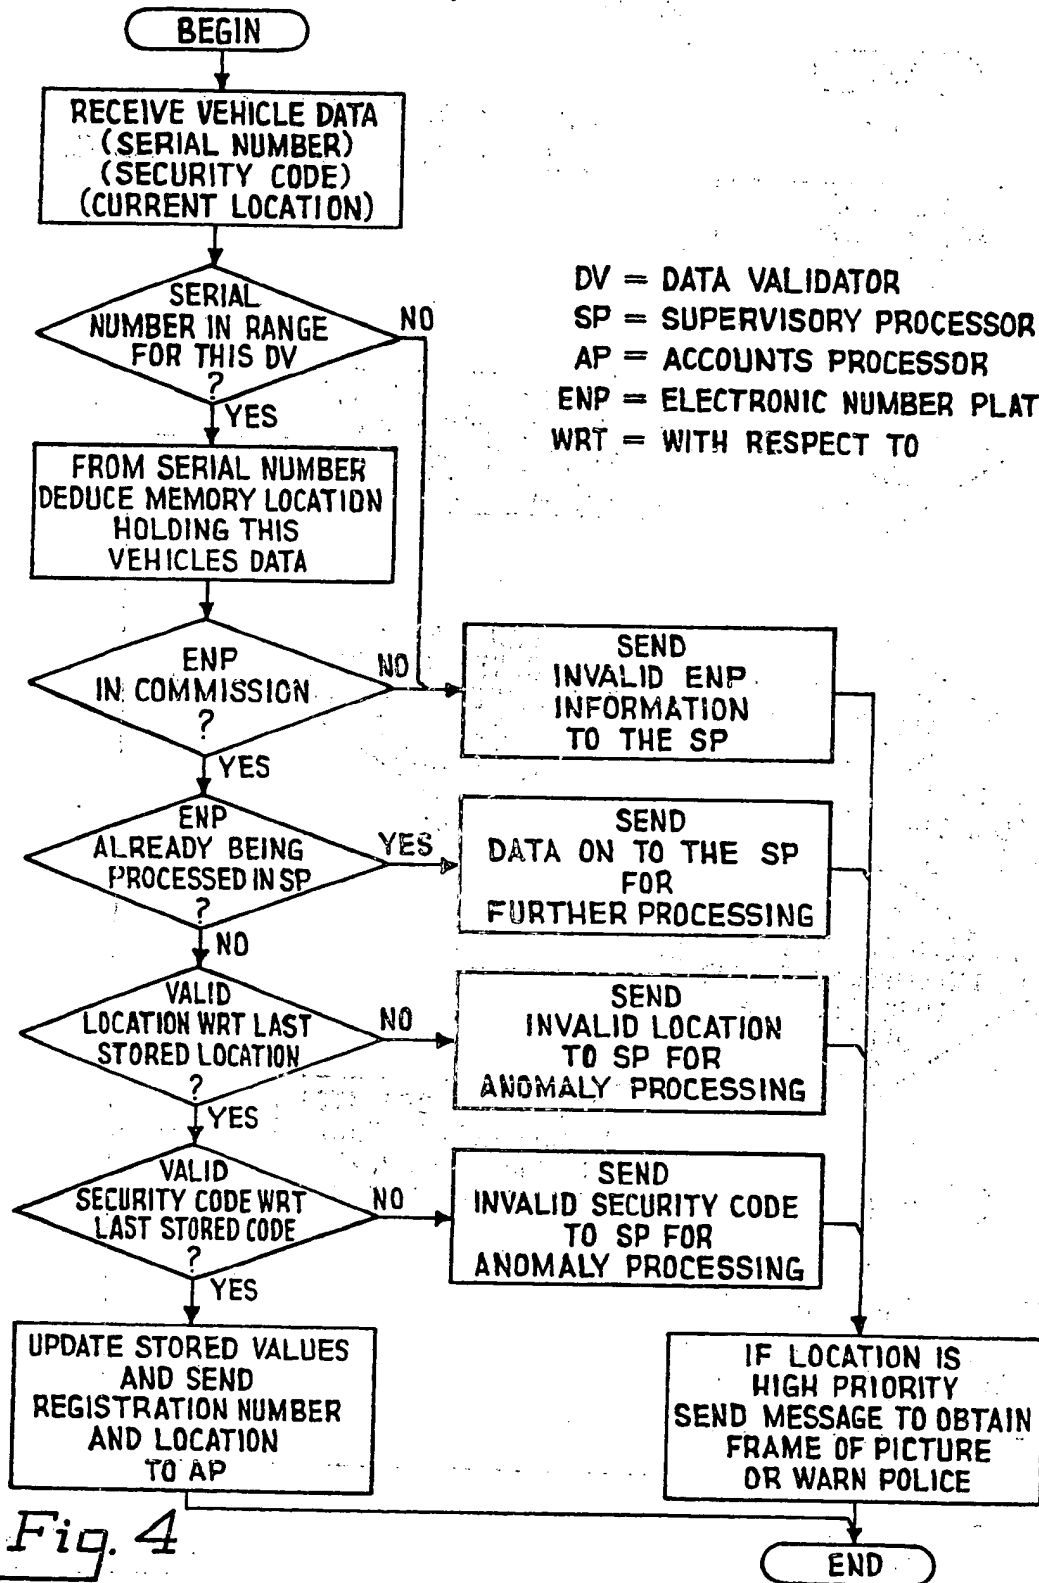 BEGIN
RECEIVE VEHICLE DATA
(SERIAL NUMBER)
(SECURITY CODE)
(CURRENT LOCATION)
SERIAL
NUMBER IN RANGE
FOR THIS DV
?
NO
YES
DV = DATA VALIDATOR
SP = SUPERVISORY PROCESSOR
AP = ACCOUNTS PROCESSOR
ENP = ELECTRONIC NUMBER PLAT
WRT = WITH RESPECT TO
FROM SERIAL NUMBER
DEDUCE MEMORY LOCATION
HOLDING THIS
VEHICLES DATA
ENP
IN COMMISSION
?
NO
YES
SEND
INVALID ENP
INFORMATION
TO THE SP
ENP
ALREADY BEING
PROCESSED IN SP
?
YES
NO
SEND
DATA ON TO THE SP
FOR
FURTHER PROCESSING
VALID
LOCATION WRT LAST
STORED LOCATION
?
NO
YES
SEND
INVALID LOCATION
TO SP FOR
ANOMALY PROCESSING
VALID
SECURITY CODE WRT
LAST STORED CODE
?
NO
YES
SEND
INVALID SECURITY CODE
TO SP FOR
ANOMALY PROCESSING
UPDATE STORED VALUES
AND SEND
REGISTRATION NUMBER
AND LOCATION
TO AP
IF LOCATION IS
HIGH PRIORITY
SEND MESSAGE TO OBTAIN
FRAME OF PICTURE
OR WARN POLICE
Fig. 4
END